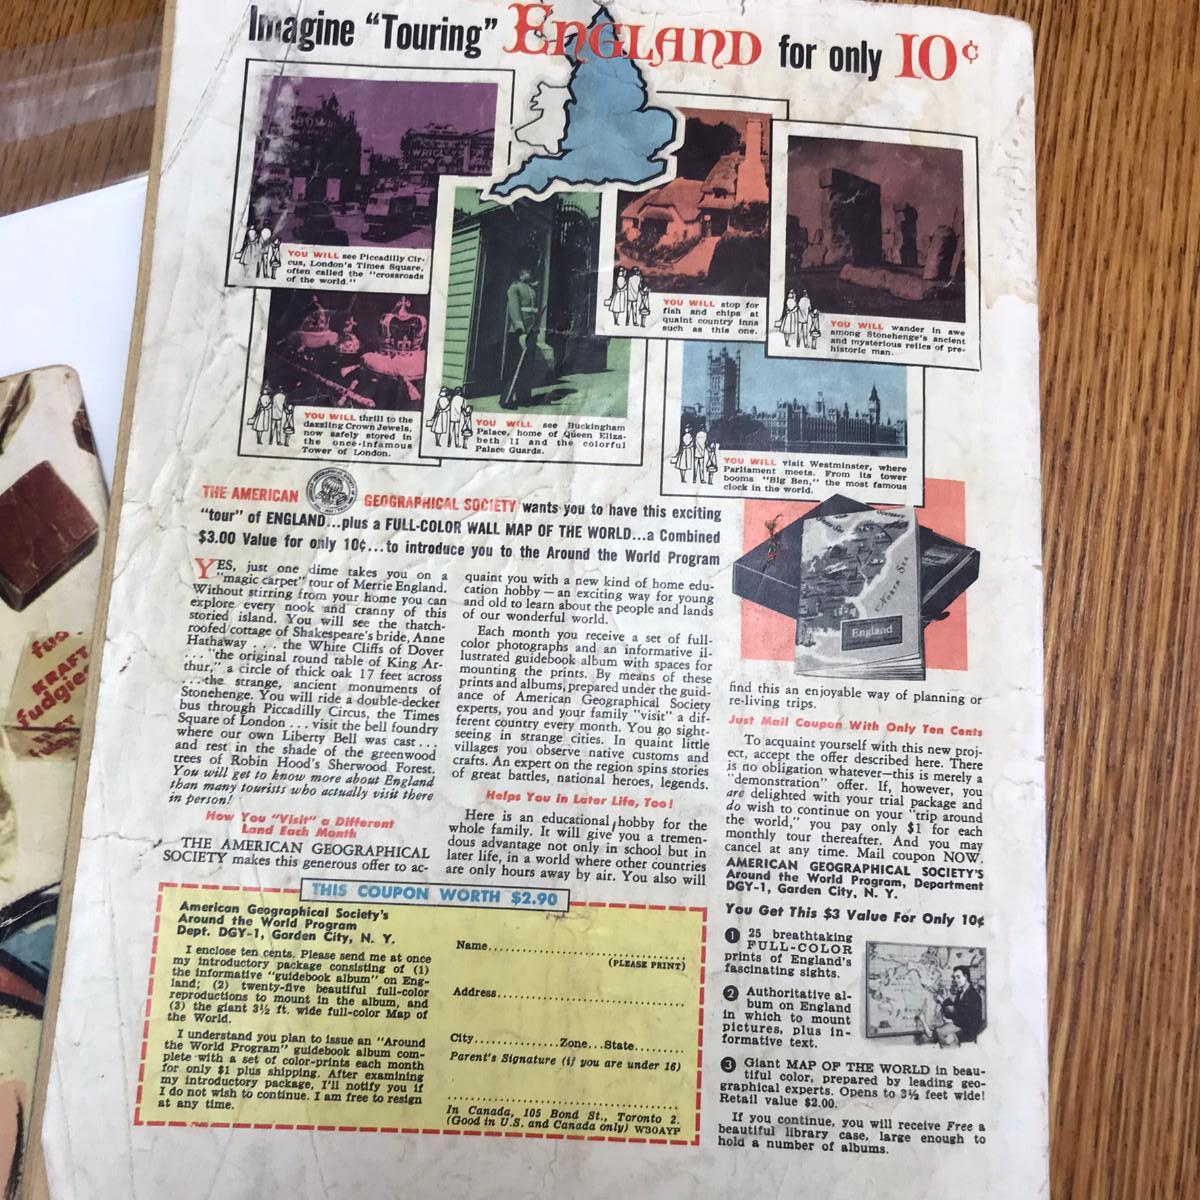 Imagine "Touring" ENGLAND for only 10¢
WRIGLEY'S
YOU WILL see Piccadilly Cir-
cus, London's Times Square,
often called the "crossroads
of the world."
YOU WILL stop for
fish and chips at
quaint country inns
such as this one.
YOU WILL wander in awe
among Stonehenge's ancient
and mysterious relics of pre-
historic man.
YOU WILL thrill to the
dazzling Crown Jewels,
now safely stored in
the once-infamous
Tower of London.
YOU WILL see Buckingham
Palace, home of Queen Eliza-
beth II and the colorful
Palace Guards.
YOU WILL visit Westminster, where
Parliament meets. From its tower
booms "Big Ben," the most famous
clock in the world.
THE AMERICAN GEOGRAPHICAL SOCIETY wants you to have this exciting
"tour" of ENGLAND...plus a FULL-COLOR WALL MAP OF THE WORLD...a Combined
$3.00 Value for only 10¢...to introduce you to the Around the World Program
YES, just one dime takes you on a
"magic carpet" tour of Merrie England.
Without stirring from your home you can
explore every nook and cranny of this
storied island. You will see the thatch-
roofed cottage of Shakespeare's bride, Anne
Hathaway . . . the White Cliffs of Dover
. . . "the original round table of King Ar-
thur," a circle of thick oak 17 feet across
. . . the strange, ancient monuments of
Stonehenge. You will ride a double-decker
bus through Piccadilly Circus, the Times
Square of London . . . visit the bell foundry
where our own Liberty Bell was cast . . .
and rest in the shade of the greenwood
trees of Robin Hood's Sherwood Forest.
You will get to know more about England
than many tourists who actually visit there
in person!
How You "Visit" a Different
Land Each Month
THE AMERICAN GEOGRAPHICAL
SOCIETY makes this generous offer to ac-
quaint you with a new kind of home edu-
cation hobby — an exciting way for young
and old to learn about the people and lands
of our wonderful world.
Each month you receive a set of full-
color photographs and an informative il-
lustrated guidebook album with spaces for
mounting the prints. By means of these
prints and albums, prepared under the guid-
ance of American Geographical Society
experts, you and your family "visit" a dif-
ferent country every month. You go sight-
seeing in strange cities. In quaint little
villages you observe native customs and
crafts. An expert on the region spins stories
of great battles, national heroes, legends.
Helps You in Later Life, Too!
Here is an educational hobby for the
whole family. It will give you a tremen-
dous advantage not only in school but in
later life, in a world where other countries
are only hours away by air. You also will
North Sea
England
find this an enjoyable way of planning or
re-living trips.
Just Mail Coupon With Only Ten Cents
To acquaint yourself with this new proj-
ect, accept the offer described here. There
is no obligation whatever—this is merely a
"demonstration" offer. If, however, you
are delighted with your trial package and
do wish to continue on your "trip around
the world," you pay only $1 for each
monthly tour thereafter. And you may
cancel at any time. Mail coupon NOW.
AMERICAN GEOGRAPHICAL SOCIETY'S
Around the World Program, Department
DGY-1, Garden City, N. Y.
You Get This $3 Value For Only 10¢
1 25 breathtaking
FULL-COLOR
prints of England's
fascinating sights.
2 Authoritative al-
bum on England
in which to mount
pictures, plus in-
formative text.
3 Giant MAP OF THE WORLD in beau-
tiful color, prepared by leading geo-
graphical experts. Opens to 3½ feet wide!
Retail value $2.00.
If you continue, you will receive Free a
beautiful library case, large enough to
hold a number of albums.
THIS COUPON WORTH $2.90
American Geographical Society's
Around the World Program
Dept. DGY-1, Garden City, N. Y.
I enclose ten cents. Please send me at once
my introductory package consisting of (1)
the informative "guidebook album" on Eng-
land; (2) twenty-five beautiful full-color
reproductions to mount in the album, and
(3) the giant 3½ ft. wide full-color Map of
the World.
I understand you plan to issue an "Around
the World Program" guidebook album com-
plete with a set of color-prints each month
for only $1 plus shipping. After examining
my introductory package, I'll notify you if
I do not wish to continue. I am free to resign
at any time.
Name
(PLEASE PRINT)
Address
City Zone State
Parent's Signature (if you are under 16)
In Canada, 105 Bond St., Toronto 2.
(Good in U.S. and Canada only) W30AYP
KRAFT